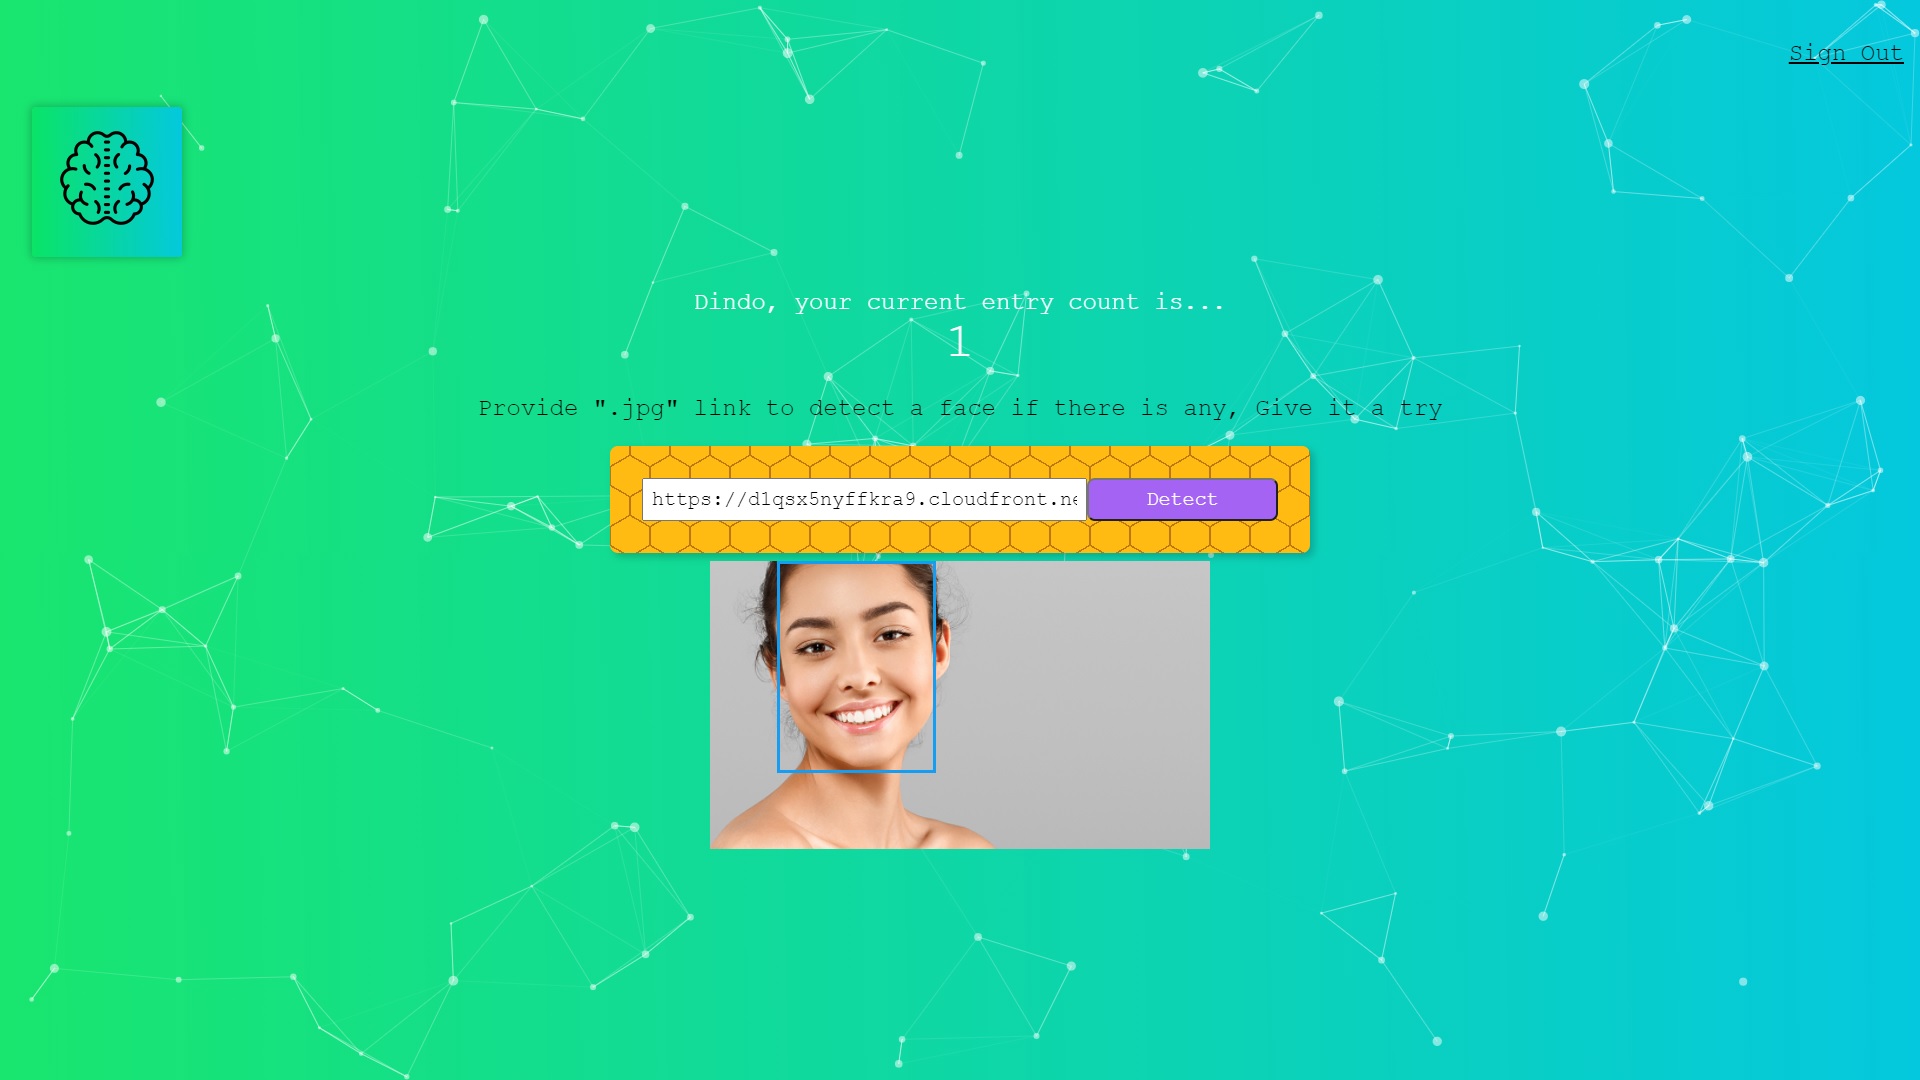 Sign Out
Dindo, your current entry count is...
1
Provide ".jpg" link to detect a face if there is any, Give it a try
https://d1qsx5nyffkra9.cloudfront.ne
Detect